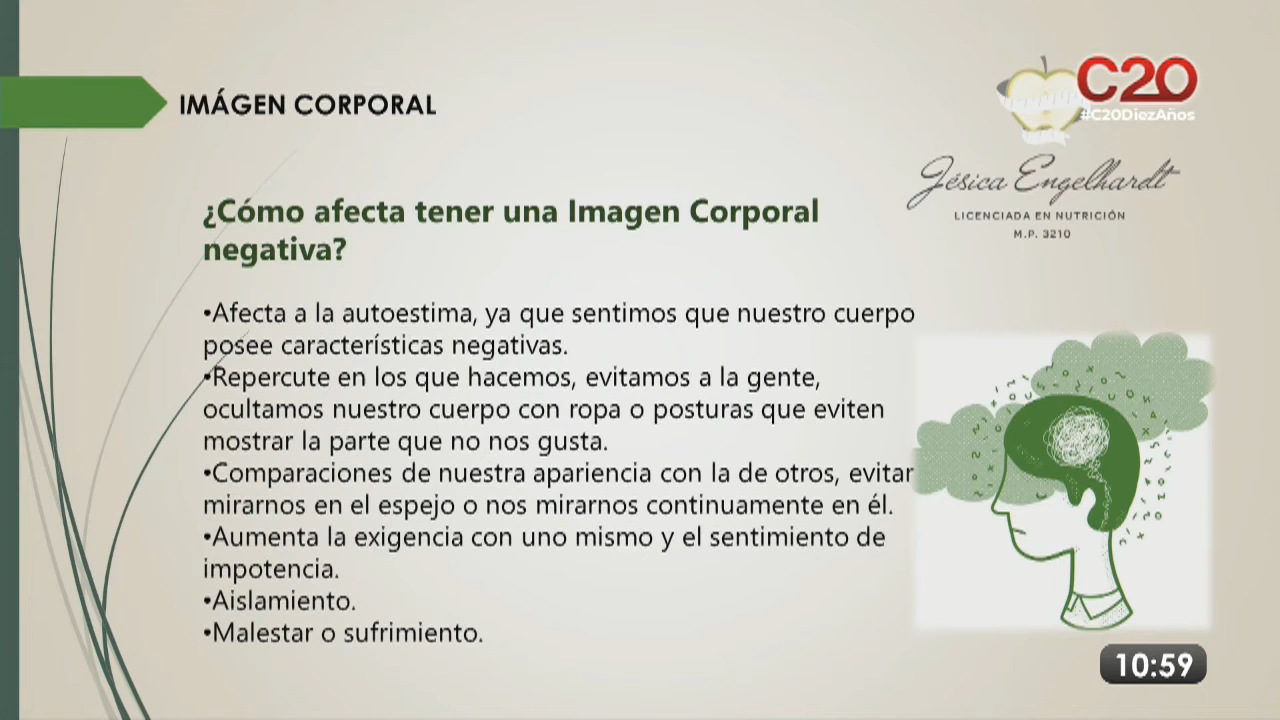 IMÁGEN CORPORAL
C20
#C20DiezAños
Jésica Engelhardt
LICENCIADA EN NUTRICIÓN
M.P. 3210
¿Cómo afecta tener una Imagen Corporal
negativa?
•Afecta a la autoestima, ya que sentimos que nuestro cuerpo
posee características negativas.
•Repercute en los que hacemos, evitamos a la gente,
ocultamos nuestro cuerpo con ropa o posturas que eviten
mostrar la parte que no nos gusta.
•Comparaciones de nuestra apariencia con la de otros, evitar
mirarnos en el espejo o nos mirarnos continuamente en él.
•Aumenta la exigencia con uno mismo y el sentimiento de
impotencia.
•Aislamiento.
•Malestar o sufrimiento.
10:59